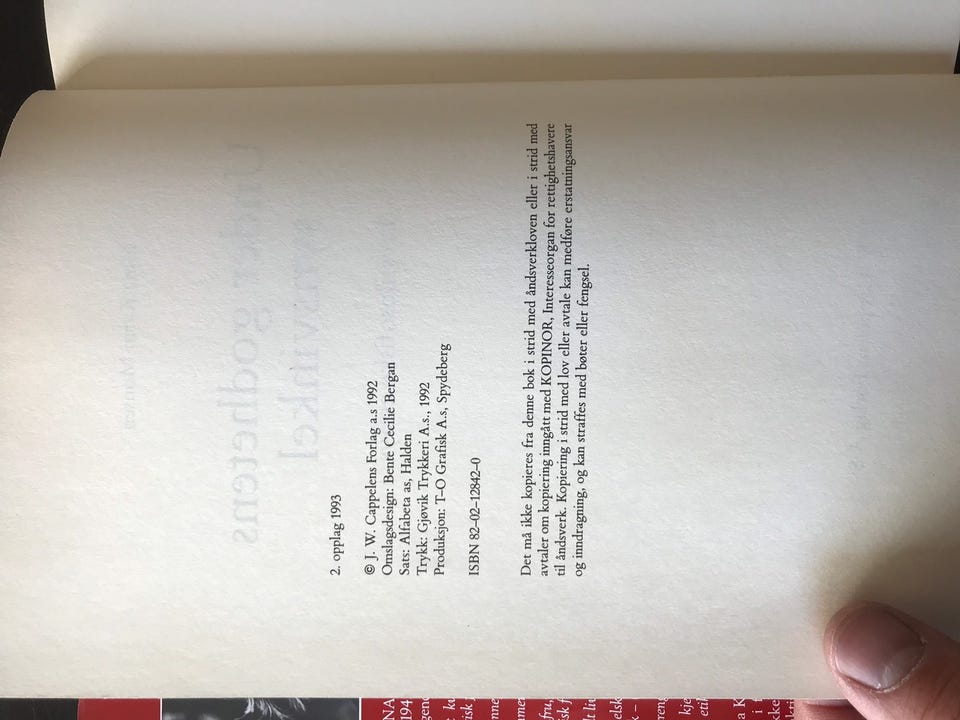 2. opplag 1993
© J. W. Cappelens Forlag a.s 1992
Omslagsdesign: Bente Cecilie Bergan
Sats: Alfabeta as, Halden
Trykk: Gjøvik Trykkeri A.s., 1992
Produksjon: T–O Grafisk A.s, Spydeberg
ISBN 82–02–12842–0
Det må ikke kopieres fra denne bok i strid med åndsverkloven eller i strid med
avtaler om kopiering inngått med KOPINOR, Interesseorgan for rettighetshavere
til åndsverk. Kopiering i strid med lov eller avtale kan medføre erstatningsansvar
og inndragning, og kan straffes med bøter eller fengsel.